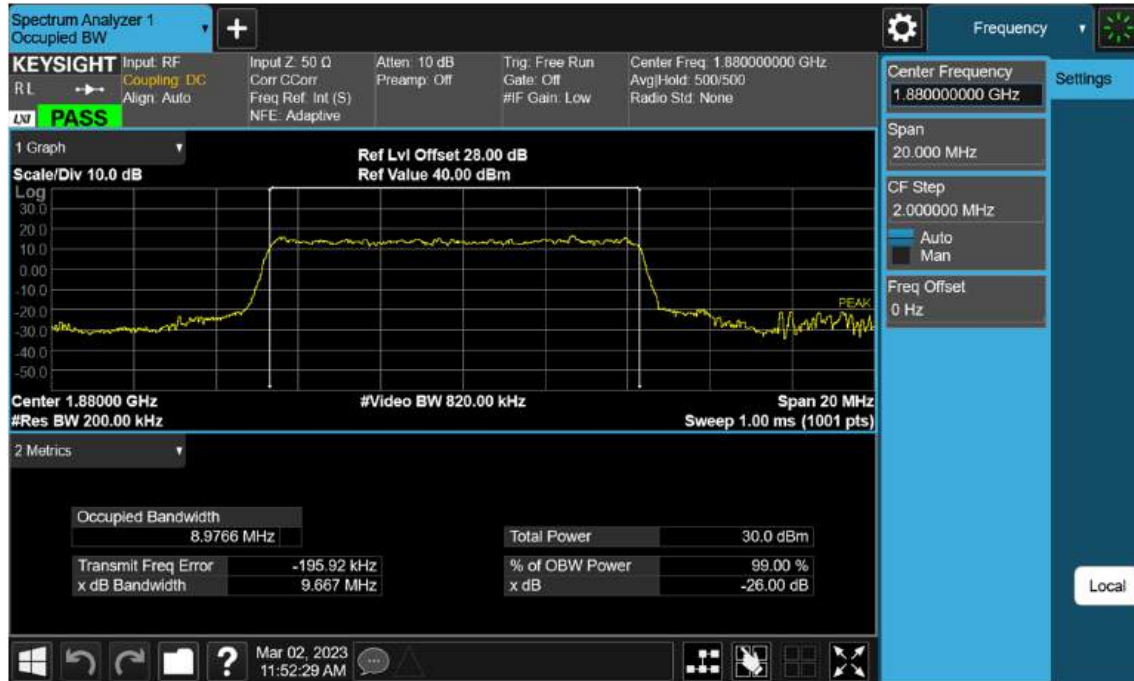 Spectrum Analyzer 1
Occupied BW
Frequency
KEYSIGHT
R L
LXI
PASS
Input: RF
Coupling: DC
Align: Auto
Input Z: 50 Ω
Corr CCorr
Freq Ref: Int (S)
NFE: Adaptive
Atten: 10 dB
Preamp: Off
Trig: Free Run
Gate: Off
#IF Gain: Low
Center Freq: 1.880000000 GHz
Avg|Hold: 500/500
Radio Std: None
Center Frequency
1.880000000 GHz
Settings
Span
20.000 MHz
CF Step
2.000000 MHz
Auto
Man
Freq Offset
0 Hz
Local
1 Graph
Scale/Div 10.0 dB
Ref Lvl Offset 28.00 dB
Ref Value 40.00 dBm
Log
30.0
20.0
10.0
0.00
-10.0
-20.0
-30.0
-40.0
-50.0
PEAK
Center 1.88000 GHz
#Video BW 820.00 kHz
Span 20 MHz
#Res BW 200.00 kHz
Sweep 1.00 ms (1001 pts)
2 Metrics
Occupied Bandwidth
8.9766 MHz
Total Power 30.0 dBm
Transmit Freq Error -195.92 kHz
% of OBW Power 99.00 %
x dB Bandwidth 9.667 MHz
x dB -26.00 dB
?
Mar 02, 2023
11:52:29 AM